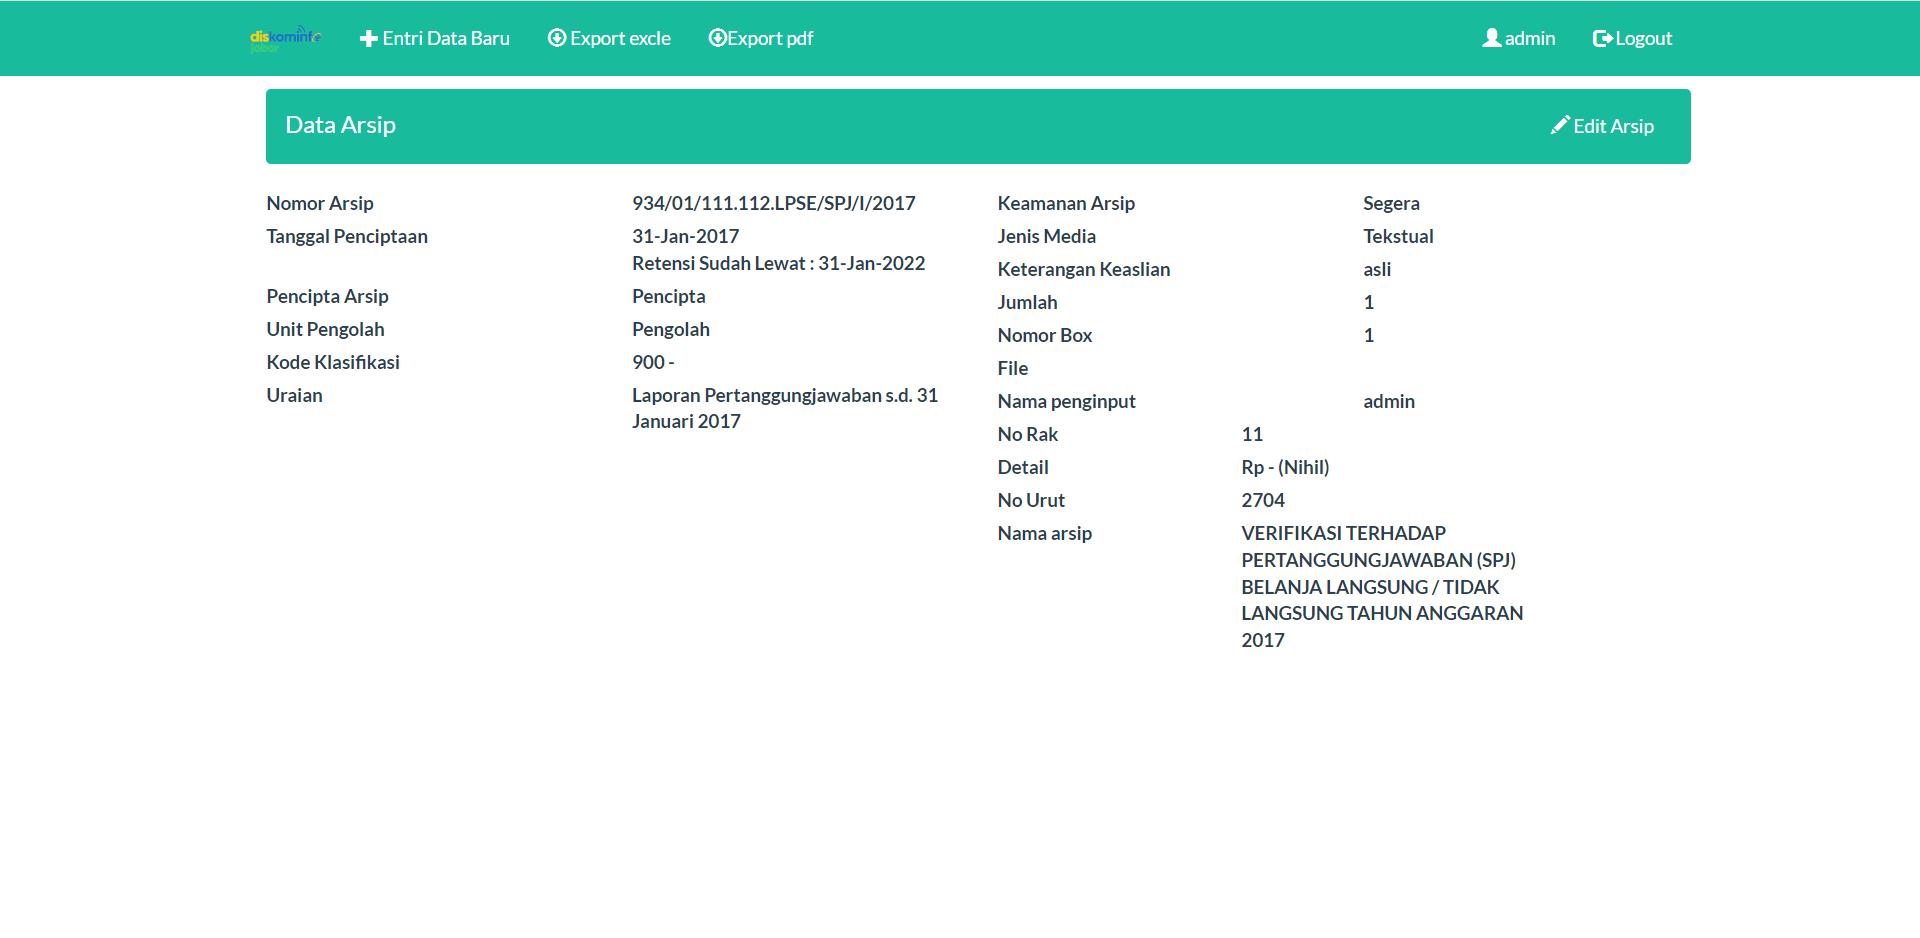 diskominfo
jabar
Entri Data Baru
Export excle
Export pdf
admin
Logout
Data Arsip
Edit Arsip
Nomor Arsip
934/01/111.112.LPSE/SPJ/I/2017
Tanggal Penciptaan
31-Jan-2017
Retensi Sudah Lewat : 31-Jan-2022
Pencipta Arsip
Pencipta
Unit Pengolah
Pengolah
Kode Klasifikasi
900 -
Uraian
Laporan Pertanggungjawaban s.d. 31
Januari 2017
Keamanan Arsip
Segera
Jenis Media
Tekstual
Keterangan Keaslian
asli
Jumlah
1
Nomor Box
1
File
Nama penginput
admin
No Rak
11
Detail
Rp - (Nihil)
No Urut
2704
Nama arsip
VERIFIKASI TERHADAP
PERTANGGUNGJAWABAN (SPJ)
BELANJA LANGSUNG / TIDAK
LANGSUNG TAHUN ANGGARAN
2017